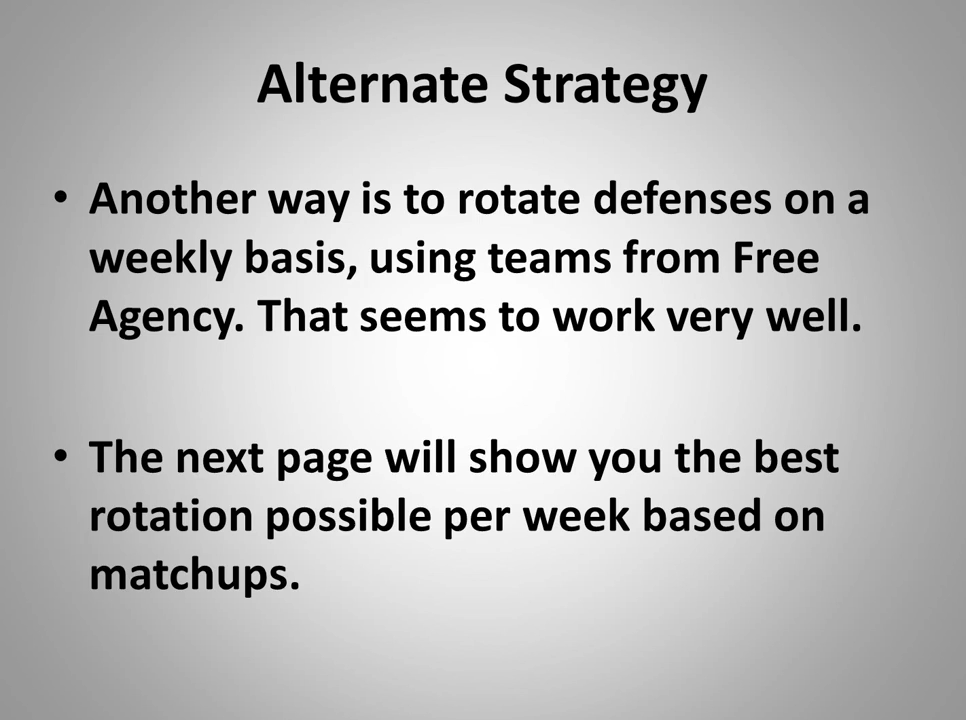 Alternate Strategy
• Another way is to rotate defenses on a
weekly basis, using teams from Free
Agency. That seems to work very well.
• The next page will show you the best
rotation possible per week based on
matchups.